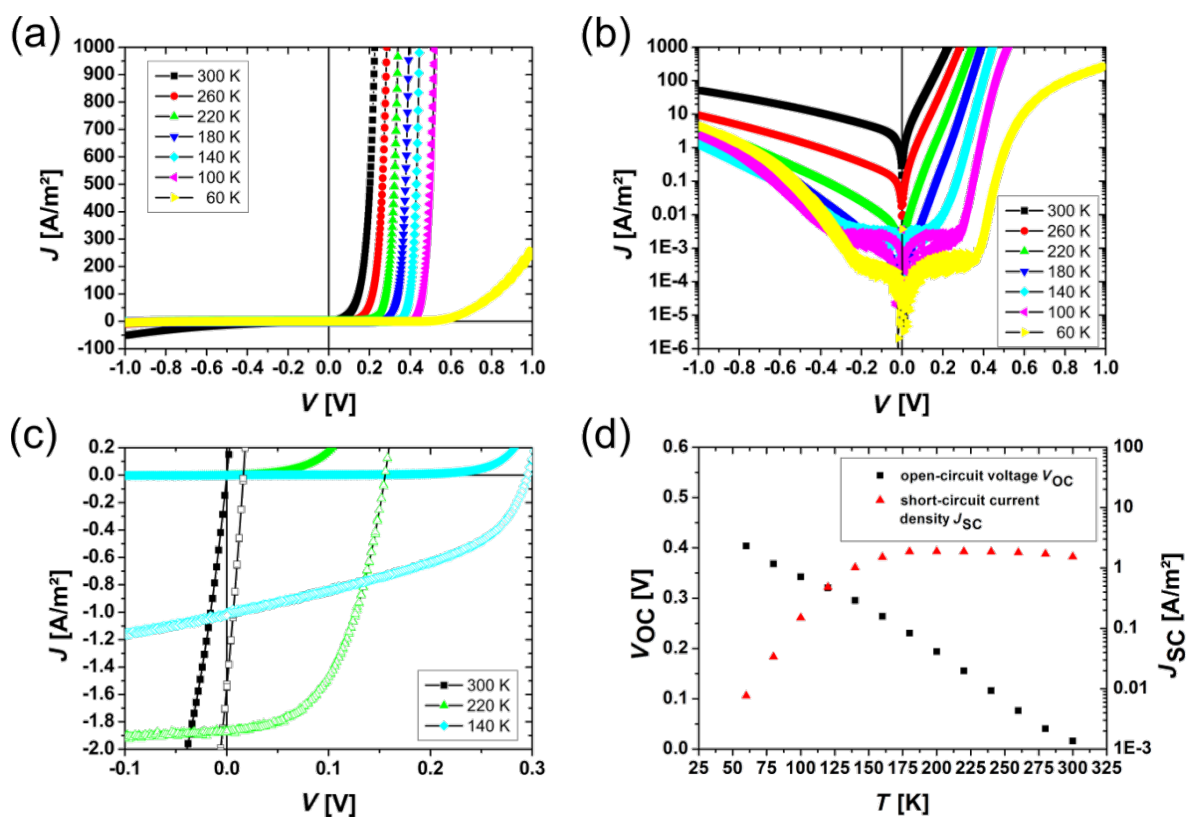 (a)
J [A/m²]
1000
900
800
700
600
500
400
300
200
100
0
-100
300 K
260 K
220 K
180 K
140 K
100 K
60 K
-1.0 -0.8 -0.6 -0.4 -0.2 0.0 0.2 0.4 0.6 0.8 1.0
V [V]
(b)
J [A/m²]
1000
100
10
1
0.1
0.01
1E-3
1E-4
1E-5
1E-6
300 K
260 K
220 K
180 K
140 K
100 K
60 K
-1.0 -0.8 -0.6 -0.4 -0.2 0.0 0.2 0.4 0.6 0.8 1.0
V [V]
(c)
J [A/m²]
0.2
0.0
-0.2
-0.4
-0.6
-0.8
-1.0
-1.2
-1.4
-1.6
-1.8
-2.0
300 K
220 K
140 K
-0.1 0.0 0.1 0.2 0.3
V [V]
(d)
VOC [V]
0.6
0.5
0.4
0.3
0.2
0.1
0.0
open-circuit voltage VOC
short-circuit current
density JSC
100
10
1
0.1
0.01
1E-3
JSC [A/m²]
25 50 75 100 125 150 175 200 225 250 275 300 325
T [K]